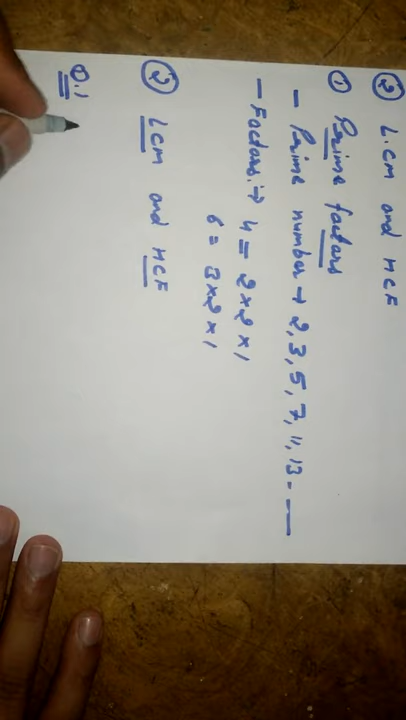 ② L.CM and HCF
① Prime factors
- Prime number → 2, 3, 5, 7, 11, 13 - —
- Factors. → 4 = 2×2×1
6 = 3×2×1
② LCM and HCF
Q.1